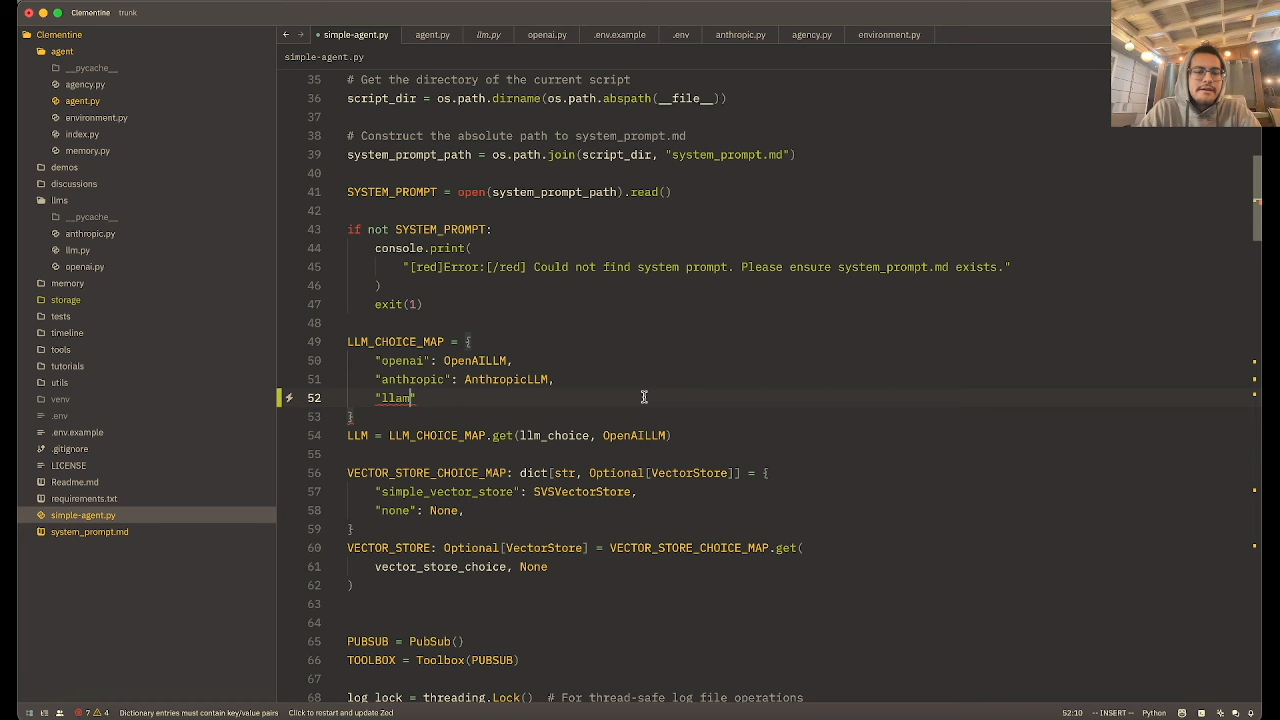 Clementine trunk
Clementine
agent
__pycache__
agency.py
agent.py
environment.py
index.py
memory.py
demos
discussions
llms
__pycache__
anthropic.py
llm.py
openai.py
memory
storage
tests
timeline
tools
tutorials
utils
venv
.env
.env.example
.gitignore
LICENSE
Readme.md
requirements.txt
simple-agent.py
system_prompt.md
simple-agent.py agent.py llm.py openai.py .env.example .env anthropic.py agency.py environment.py
simple-agent.py
35 # Get the directory of the current script
36 script_dir = os.path.dirname(os.path.abspath(__file__))
37
38 # Construct the absolute path to system_prompt.md
39 system_prompt_path = os.path.join(script_dir, "system_prompt.md")
40
41 SYSTEM_PROMPT = open(system_prompt_path).read()
42
43 if not SYSTEM_PROMPT:
44 console.print(
45 "[red]Error:[/red] Could not find system prompt. Please ensure system_prompt.md exists."
46 )
47 exit(1)
48
49 LLM_CHOICE_MAP = {
50 "openai": OpenAILLM,
51 "anthropic": AnthropicLLM,
52 "llam"
53 }
54 LLM = LLM_CHOICE_MAP.get(llm_choice, OpenAILLM)
55
56 VECTOR_STORE_CHOICE_MAP: dict[str, Optional[VectorStore]] = {
57 "simple_vector_store": SVSVectorStore,
58 "none": None,
59 }
60 VECTOR_STORE: Optional[VectorStore] = VECTOR_STORE_CHOICE_MAP.get(
61 vector_store_choice, None
62 )
63
64
65 PUBSUB = PubSub()
66 TOOLBOX = Toolbox(PUBSUB)
67
68 log_lock = threading.Lock() # For thread-safe log file operations
7 4 Dictionary entries must contain key/value pairs Click to restart and update Zed 52:10 -- INSERT -- Python